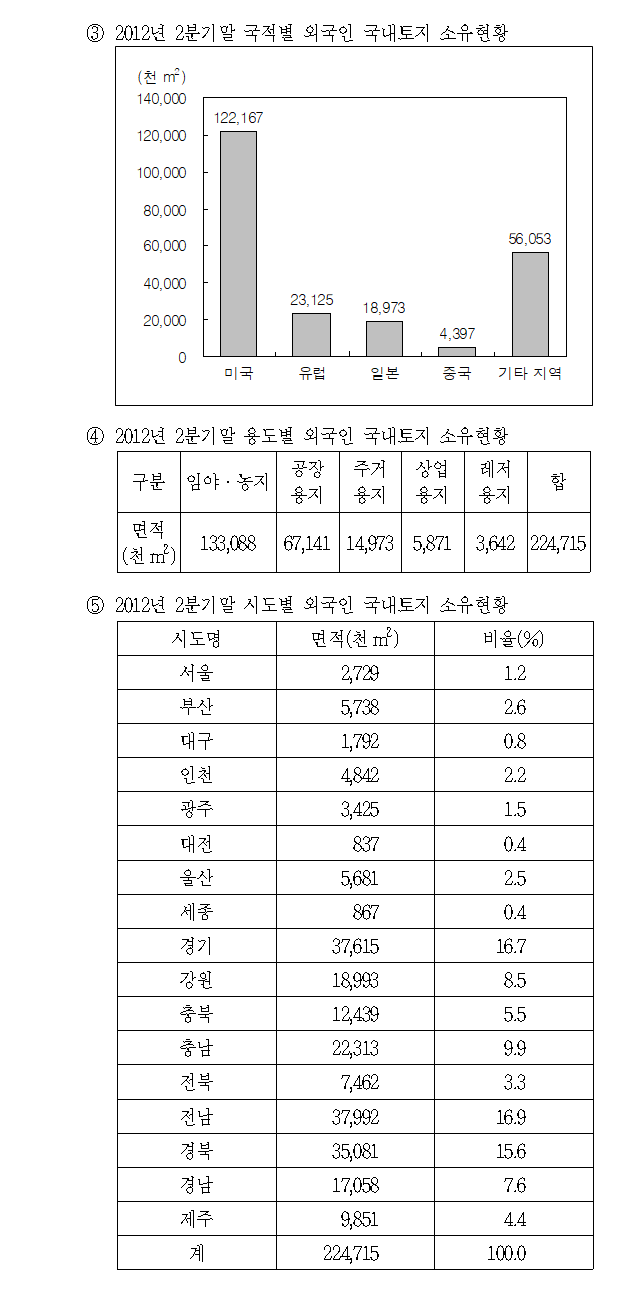 ③ 2012년 2분기말 국적별 외국인 국내토지 소유현황
(천 m²)
140,000
120,000
100,000
80,000
60,000
40,000
20,000
0
122,167
23,125
18,973
4,397
56,053
미국 유럽 일본 중국 기타 지역
④ 2012년 2분기말 용도별 외국인 국내토지 소유현황
구분 임야·농지 공장용지 주거용지 상업용지 레저용지 합
면적(천 m²) 133,088 67,141 14,973 5,871 3,642 224,715
⑤ 2012년 2분기말 시도별 외국인 국내토지 소유현황
시도명 면적(천 m²) 비율(%)
서울 2,729 1.2
부산 5,738 2.6
대구 1,792 0.8
인천 4,842 2.2
광주 3,425 1.5
대전 837 0.4
울산 5,681 2.5
세종 867 0.4
경기 37,615 16.7
강원 18,993 8.5
충북 12,439 5.5
충남 22,313 9.9
전북 7,462 3.3
전남 37,992 16.9
경북 35,081 15.6
경남 17,058 7.6
제주 9,851 4.4
계 224,715 100.0